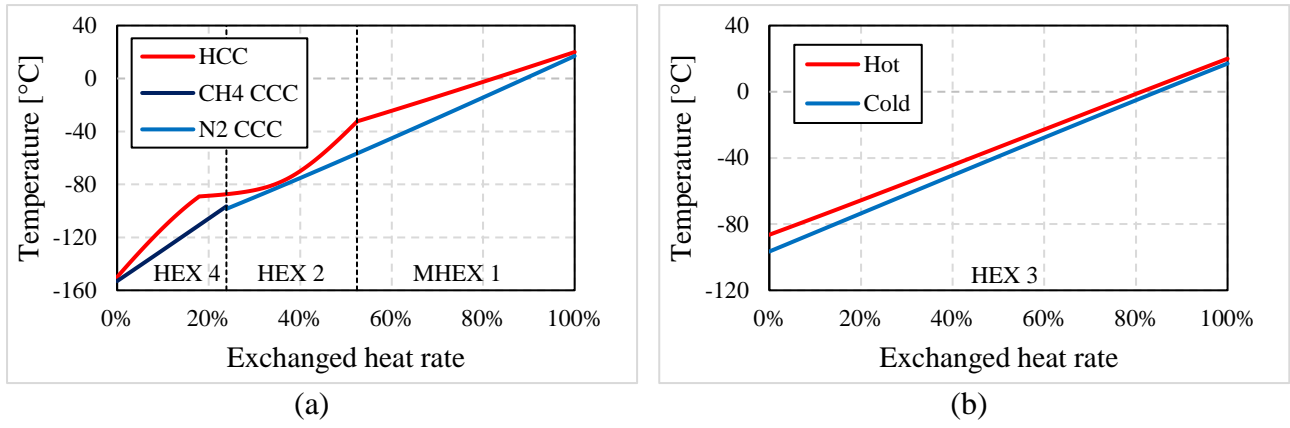 Temperature [°C]
40
0
-40
-80
-120
-160
HCC
CH4 CCC
N2 CCC
HEX 4
HEX 2
MHEX 1
0%
20%
40%
60%
80%
100%
Exchanged heat rate
(a)
Temperature [°C]
40
0
-40
-80
-120
Hot
Cold
HEX 3
0%
20%
40%
60%
80%
100%
Exchanged heat rate
(b)